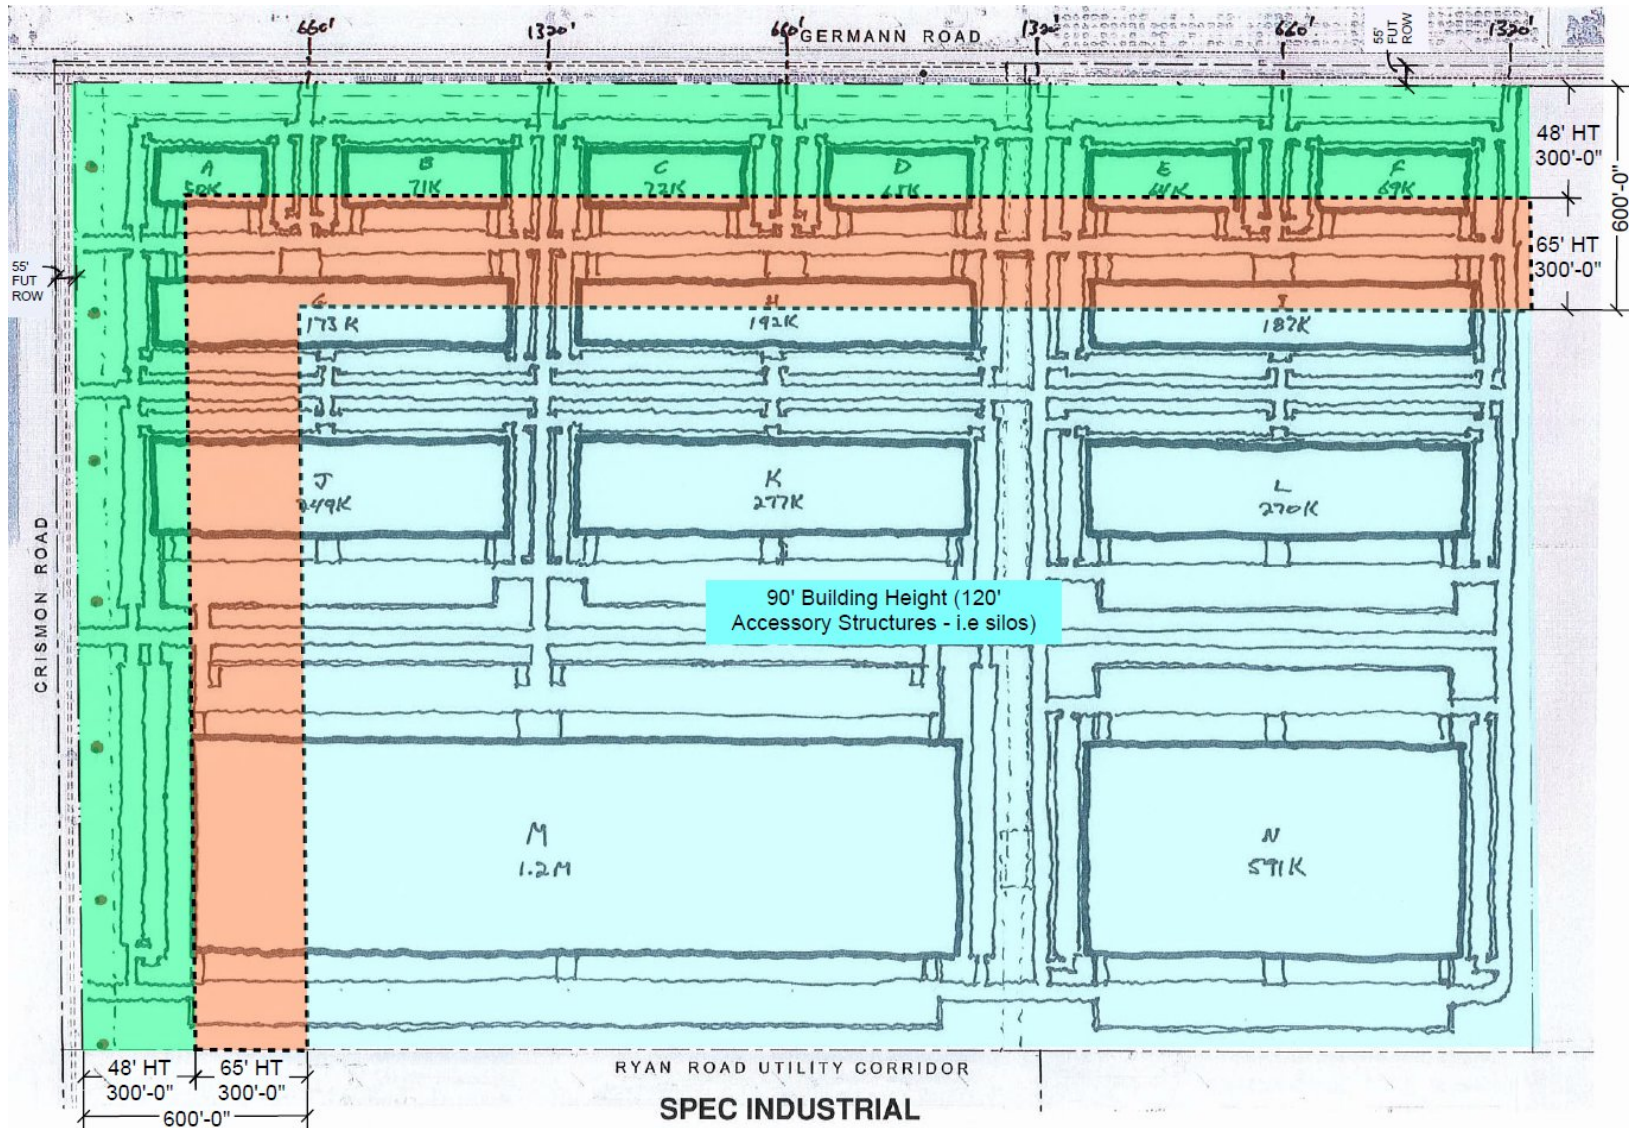 660'
1320'
660'
GERMANN ROAD
1320'
660'
55'
FUT
ROW
1320'
48' HT
300'-0"
600'-0"
65' HT
300'-0"
A
50K
B
71K
C
72K
D
E
F
69K
55'
FUT
ROW
G
173K
H
192K
I
187K
J
249K
K
277K
L
270K
CRISMON ROAD
90' Building Height (120'
Accessory Structures - i.e silos)
M
1.2M
N
591K
48' HT
300'-0"
65' HT
300'-0"
600'-0"
RYAN ROAD UTILITY CORRIDOR
SPEC INDUSTRIAL